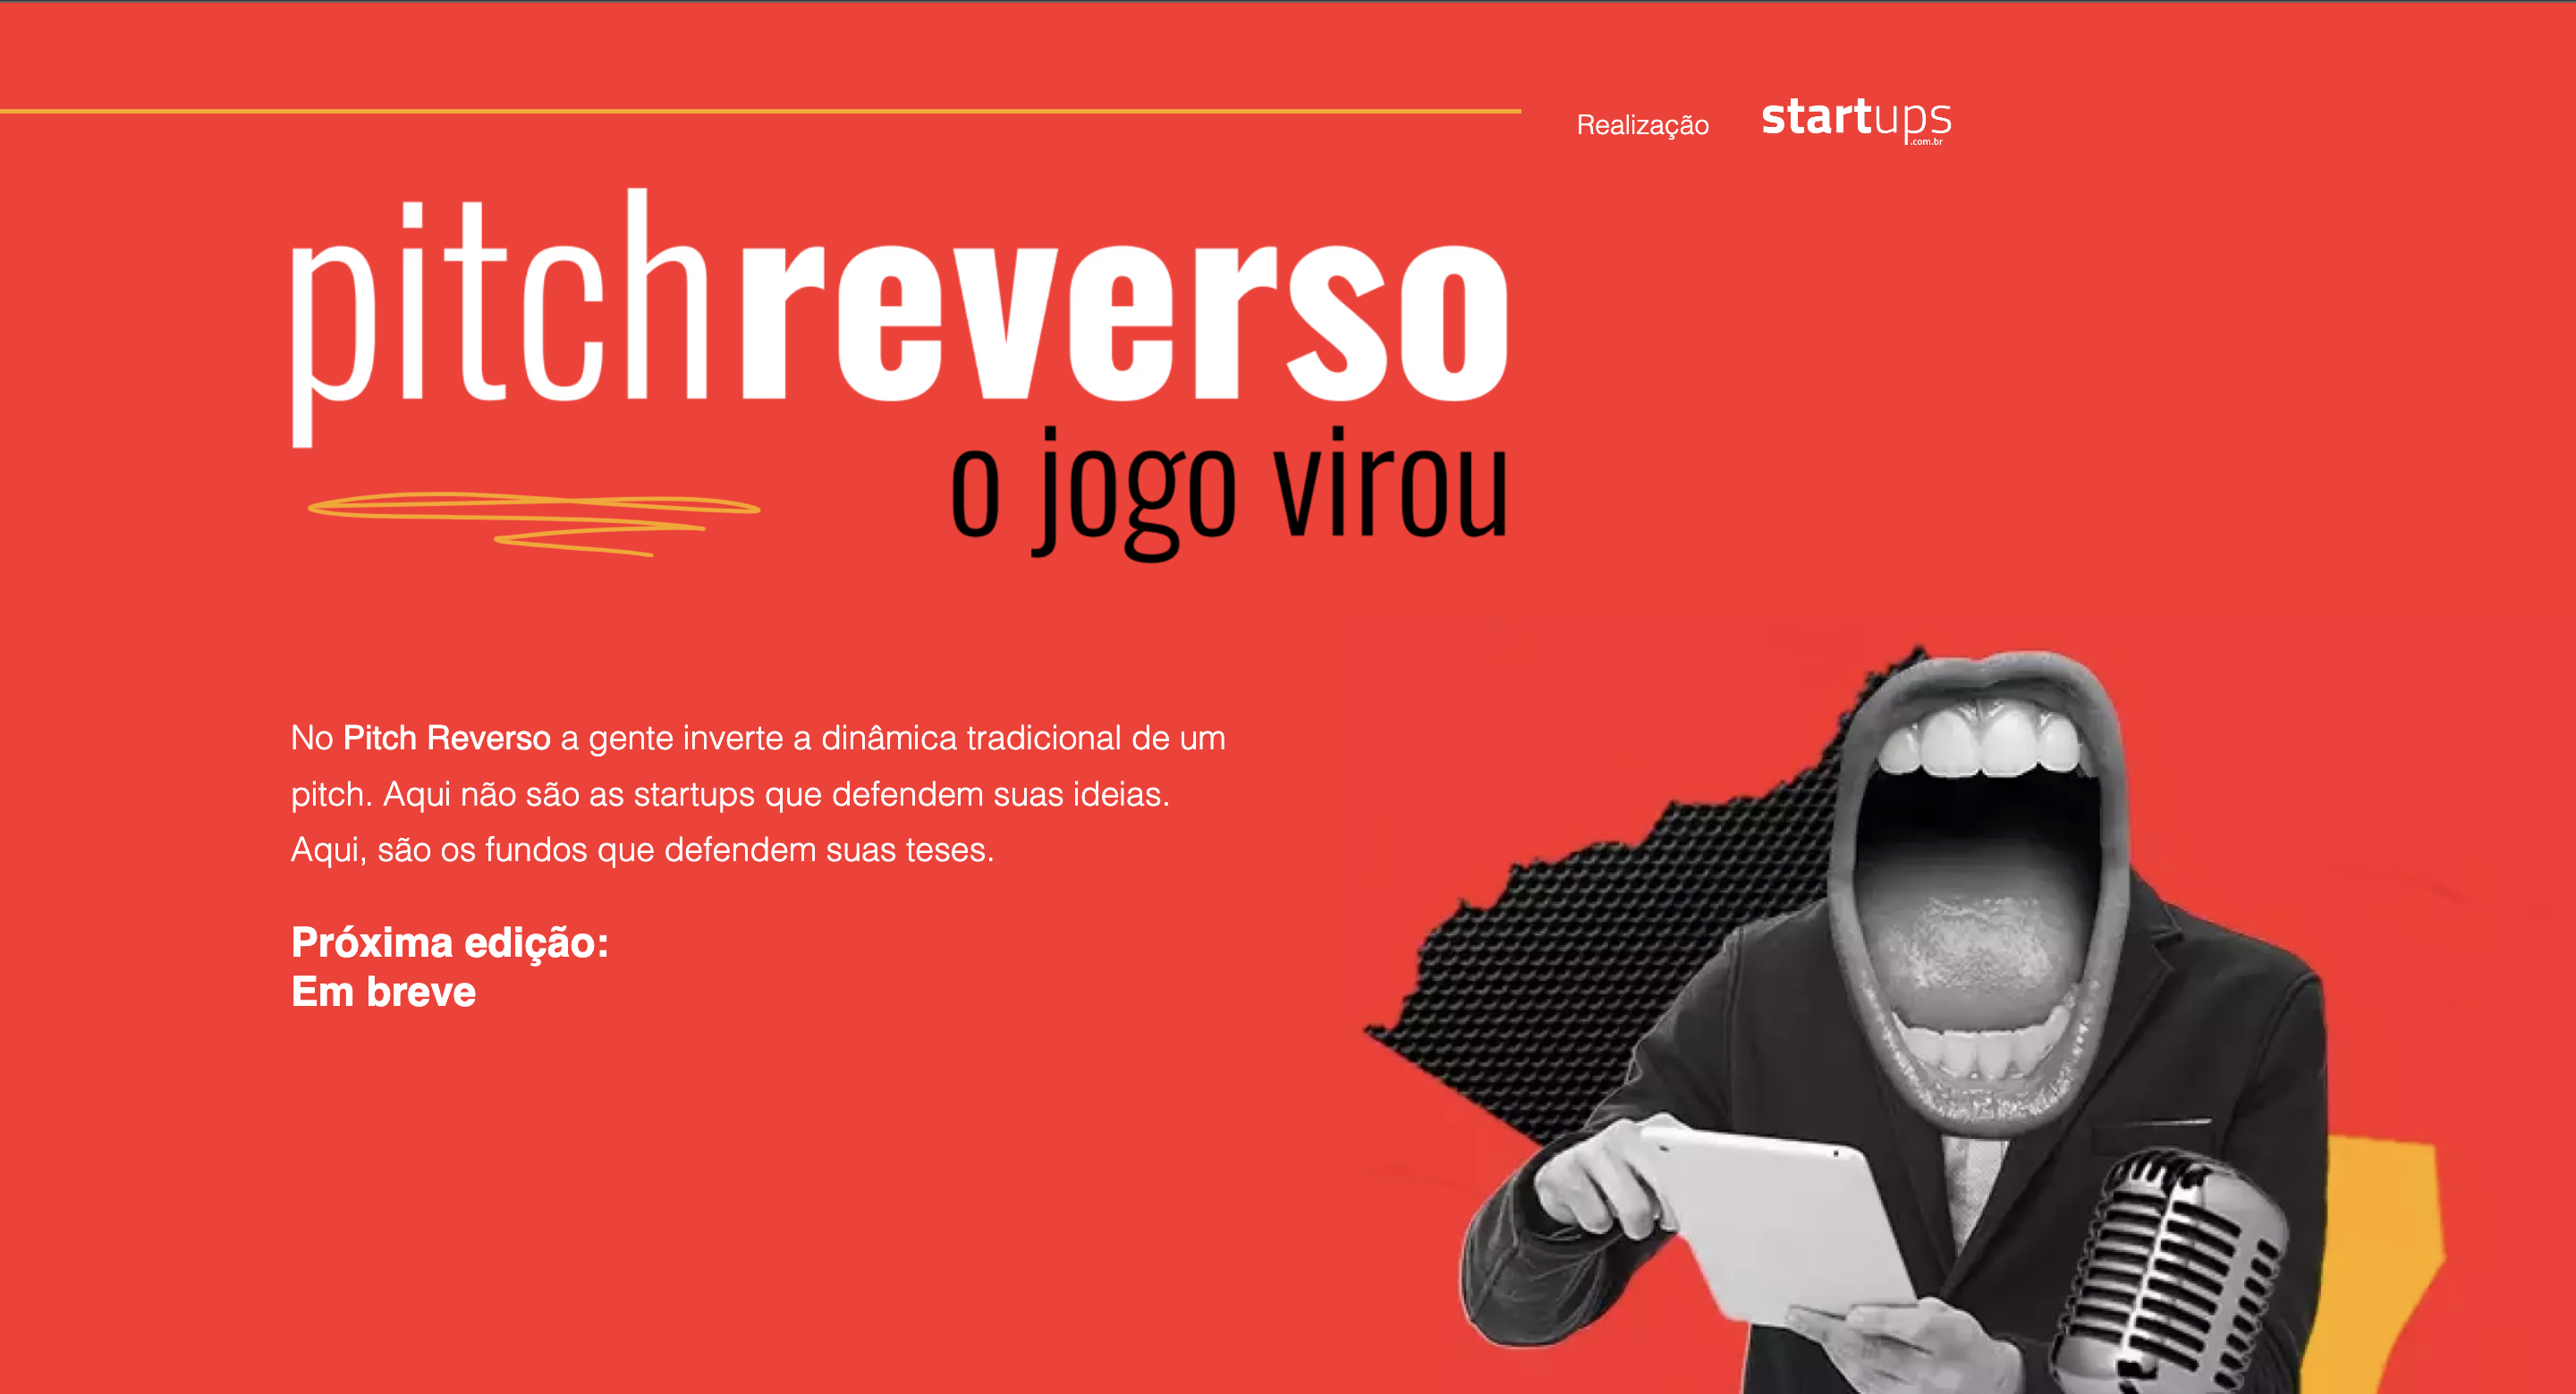 Realização
startups
.com.br
pitchreverso
o jogo virou
No Pitch Reverso a gente inverte a dinâmica tradicional de um
pitch. Aqui não são as startups que defendem suas ideias.
Aqui, são os fundos que defendem suas teses.
Próxima edição:
Em breve